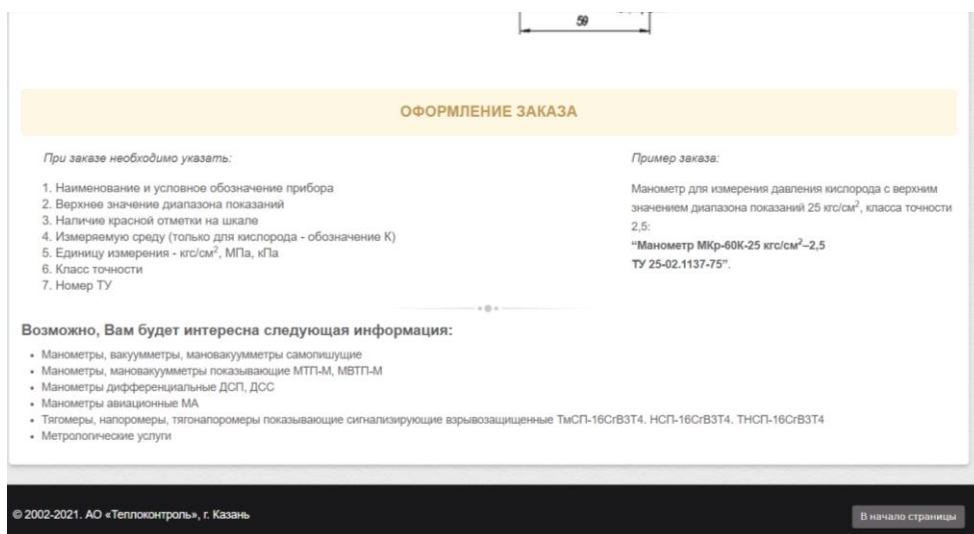 59
ОФОРМЛЕНИЕ ЗАКАЗА
При заказе необходимо указать:
1. Наименование и условное обозначение прибора
2. Верхнее значение диапазона показаний
3. Наличие красной отметки на шкале
4. Измеряемую среду (только для кислорода - обозначение К)
5. Единицу измерения - кгс/см², МПа, кПа
6. Класс точности
7. Номер ТУ
Пример заказа:
Манометр для измерения давления кислорода с верхним
значением диапазона показаний 25 кгс/см², класса точности
2,5:
“Манометр МКр-60К-25 кгс/см²–2,5
ТУ 25-02.1137-75”.
Возможно, Вам будет интересна следующая информация:
• Манометры, вакуумметры, мановакуумметры самопишущие
• Манометры, мановакуумметры показывающие МТП-М, МВТП-М
• Манометры дифференциальные ДСП, ДСС
• Манометры авиационные МА
• Тягомеры, напоромеры, тягонапоромеры показывающие сигнализирующие взрывозащищенные ТмСП-16СгВ3Т4. НСП-16СгВ3Т4. ТНСП-16СгВ3Т4
• Метрологические услуги
© 2002-2021. АО «Теплоконтроль», г. Казань
В начало страницы